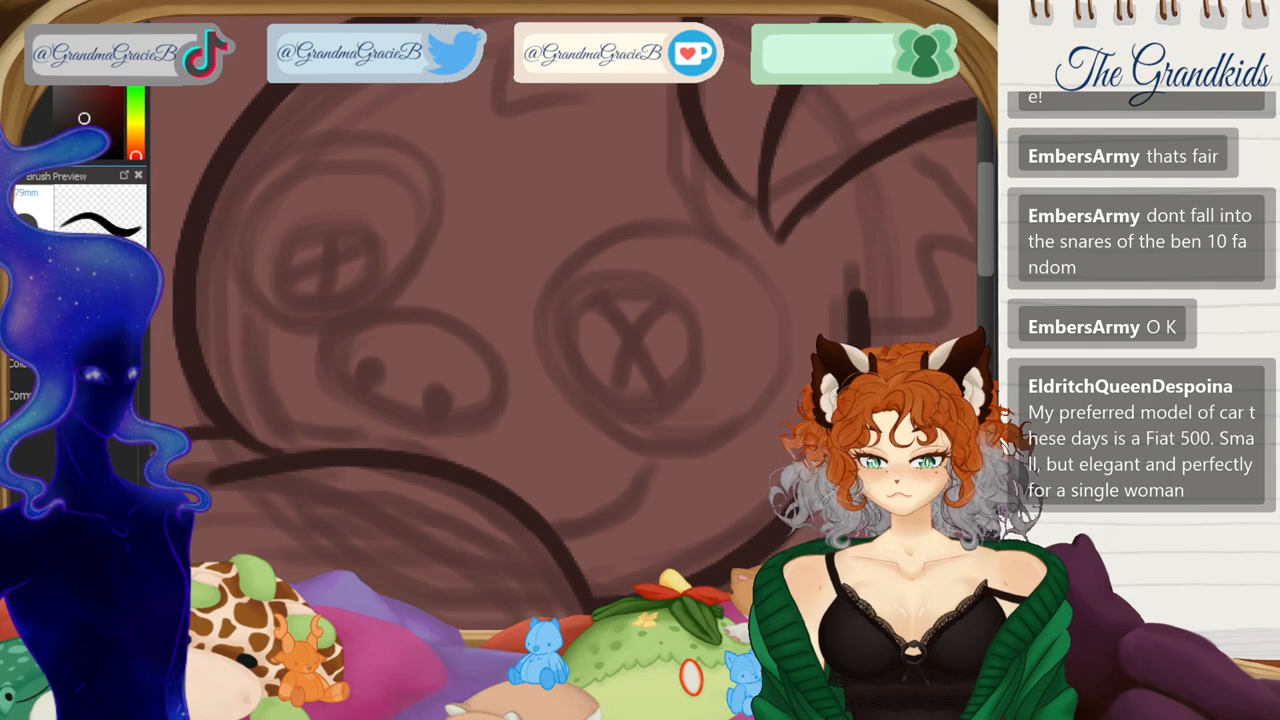 @GrandmaGracieB
@GrandmaGracieB
@GrandmaGracieB
The Grandkids
e!
EmbersArmy thats fair
EmbersArmy dont fall into
the snares of the ben 10 fa
ndom
EmbersArmy O K
EldritchQueenDespoina
My preferred model of car t
hese days is a Fiat 500. Sma
ll, but elegant and perfectly
for a single woman
Brush Preview
79mm